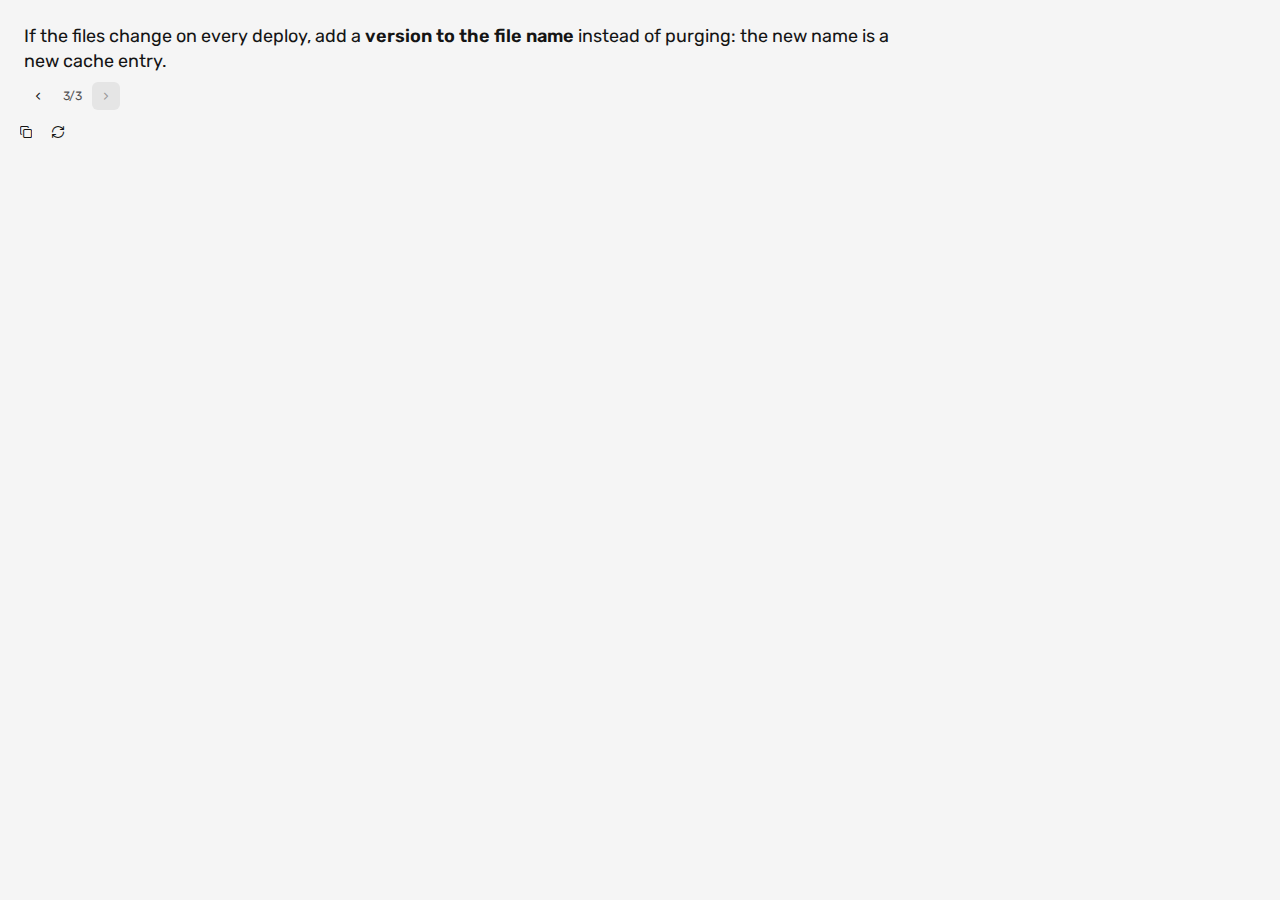 If the files change on every deploy, add a version to the file name instead of purging: the new name is a
new cache entry.
3/3